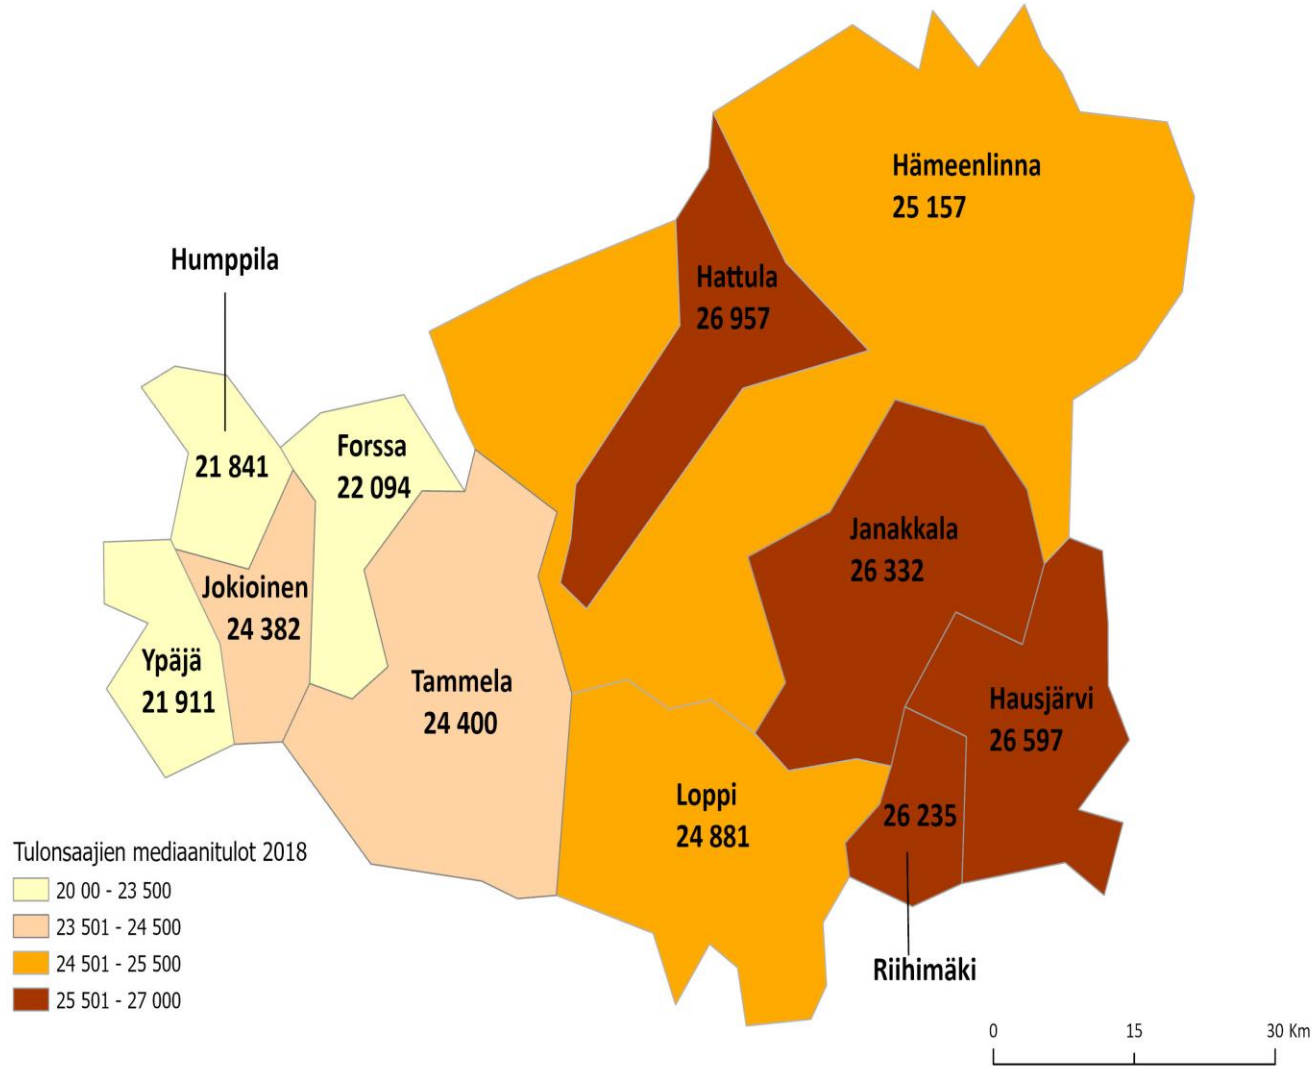 Hämeenlinna
25 157
Humppila
Hattula
26 957
21 841
Forssa
22 094
Janakkala
26 332
Jokioinen
24 382
Ypäjä
21 911
Tammela
24 400
Hausjärvi
26 597
Loppi
24 881
26 235
Riihimäki
Tulonsaajien mediaanitulot 2018
20 00 - 23 500
23 501 - 24 500
24 501 - 25 500
25 501 - 27 000
0 15 30 Km